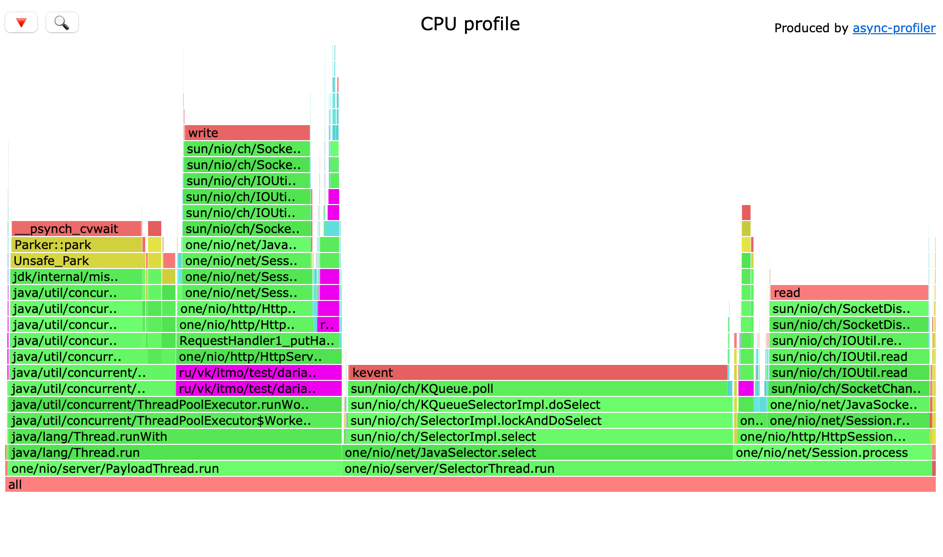 CPU profile
Produced by async-profiler
write
sun/nio/ch/Socke..
sun/nio/ch/Socke..
sun/nio/ch/IOUti..
sun/nio/ch/IOUti..
sun/nio/ch/IOUti..
__psynch_cvwait sun/nio/ch/Socke..
Parker::park one/nio/net/Java..
Unsafe_Park one/nio/net/Sess..
jdk/internal/mis.. one/nio/net/Sess..
java/util/concur.. one/nio/net/Sess.. read
java/util/concur.. one/nio/http/Http.. sun/nio/ch/SocketDis..
java/util/concur.. one/nio/http/Http.. r.. sun/nio/ch/SocketDis..
java/util/concur.. RequestHandler1_putHa.. sun/nio/ch/IOUtil.re..
java/util/concurr.. one/nio/http/HttpServ.. sun/nio/ch/IOUtil.read
java/util/concurrent/.. ru/vk/itmo/test/daria.. kevent sun/nio/ch/IOUtil.read
java/util/concurrent/.. ru/vk/itmo/test/daria.. sun/nio/ch/KQueue.poll sun/nio/ch/SocketChan..
java/util/concurrent/ThreadPoolExecutor.runWo.. sun/nio/ch/KQueueSelectorImpl.doSelect one/nio/net/JavaSocke..
java/util/concurrent/ThreadPoolExecutor$Worke.. sun/nio/ch/SelectorImpl.lockAndDoSelect on.. one/nio/net/Session.r..
java/lang/Thread.runWith sun/nio/ch/SelectorImpl.select one/nio/http/HttpSession...
java/lang/Thread.run one/nio/net/JavaSelector.select one/nio/net/Session.process
one/nio/server/PayloadThread.run one/nio/server/SelectorThread.run
all